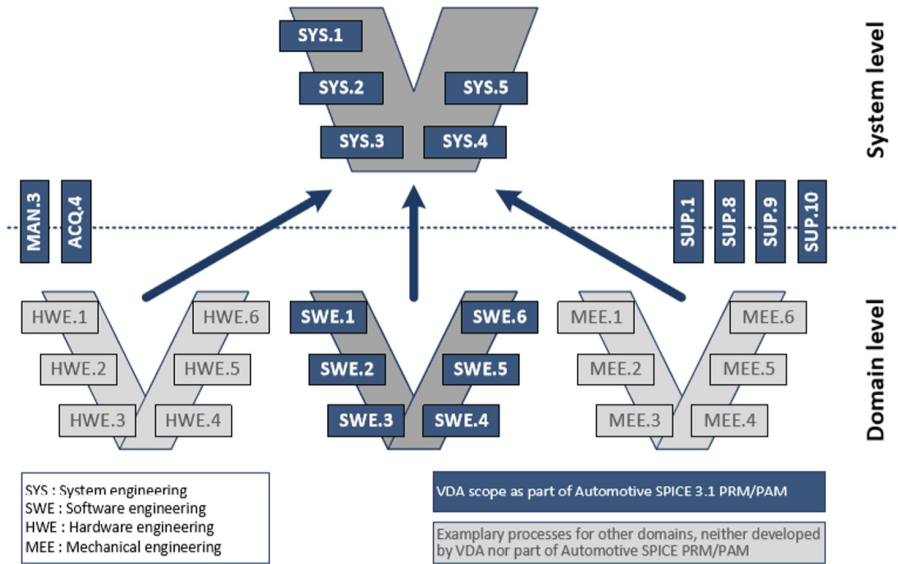 SYS.1
SYS.2
SYS.5
SYS.3
SYS.4
System level
MAN.3
ACQ.4
SUP.1
SUP.8
SUP.9
SUP.10
HWE.1
HWE.6
SWE.1
SWE.6
MEE.1
MEE.6
HWE.2
HWE.5
SWE.2
SWE.5
MEE.2
MEE.5
HWE.3
HWE.4
SWE.3
SWE.4
MEE.3
MEE.4
Domain level
SYS : System engineering
SWE : Software engineering
HWE : Hardware engineering
MEE : Mechanical engineering
VDA scope as part of Automotive SPICE 3.1 PRM/PAM
Examplary processes for other domains, neither developed
by VDA nor part of Automotive SPICE PRM/PAM